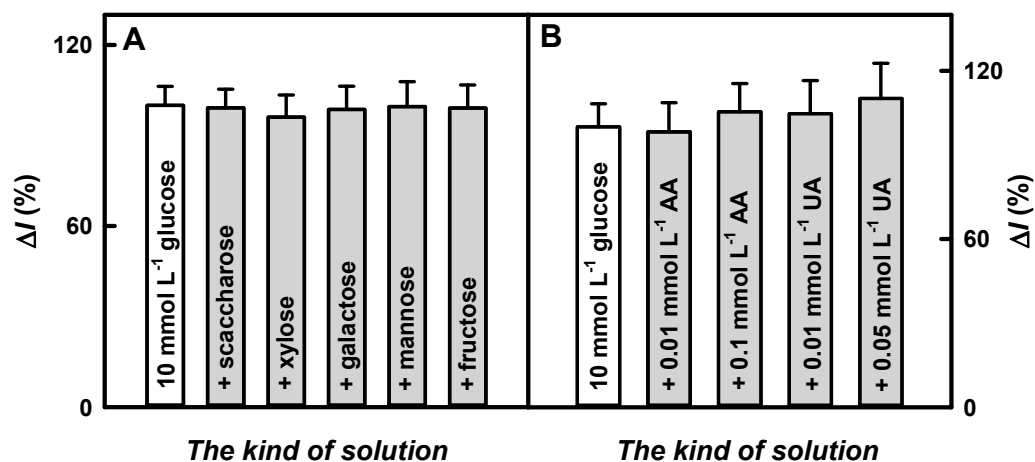 A
B
120
60
0
ΔI (%)
10 mmol L⁻¹ glucose
+ scaccharose
+ xylose
+ galactose
+ mannose
+ fructose
The kind of solution
10 mmol L⁻¹ glucose
+ 0.01 mmol L⁻¹ AA
+ 0.1 mmol L⁻¹ AA
+ 0.01 mmol L⁻¹ UA
+ 0.05 mmol L⁻¹ UA
The kind of solution
120
60
0
ΔI (%)